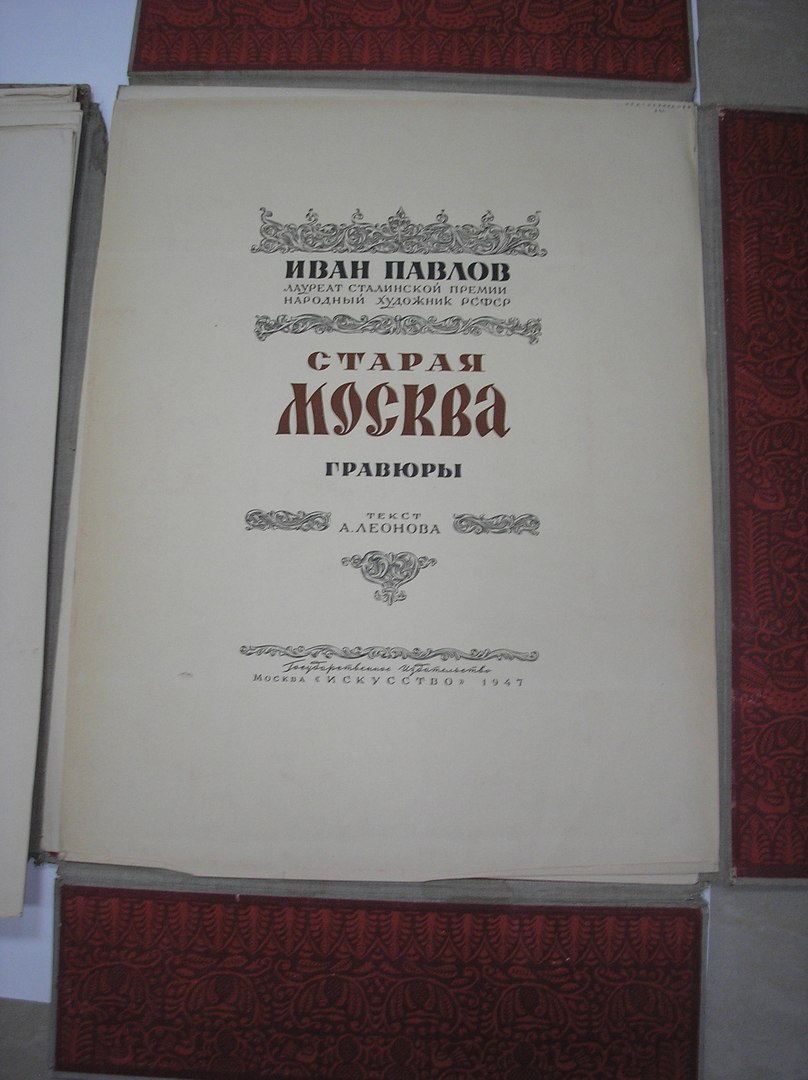 ИВАН ПАВЛОВ
ЛАУРЕАТ СТАЛИНСКОЙ ПРЕМИИ
НАРОДНЫЙ ХУДОЖНИК РСФСР
СТАРАЯ
МОСКВА
ГРАВЮРЫ
ТЕКСТ
А. ЛЕОНОВА
Государственное Издательство
МОСКВА «ИСКУССТВО» 1947